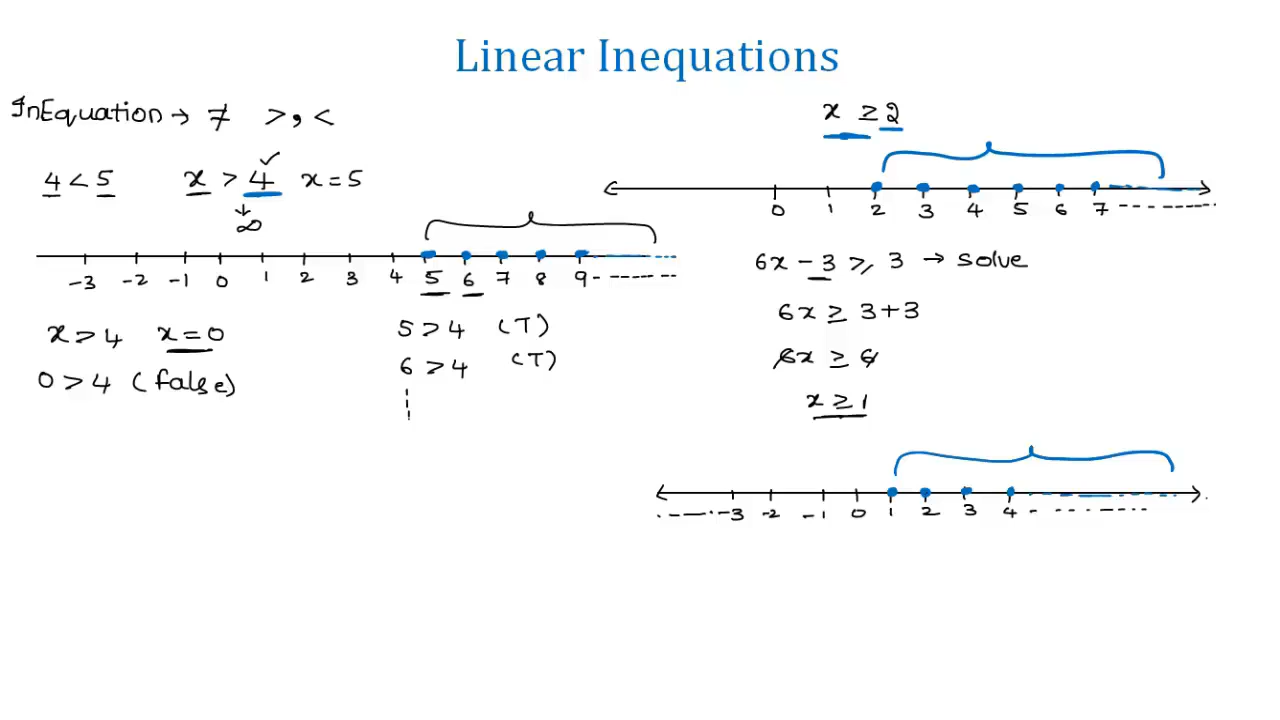 Linear Inequations
InEquation → ≠ >, <
4 < 5 x > 4 ✓ x = 5
↓
∞
-3 -2 -1 0 1 2 3 4 5 6 7 8 9 - - - - - -
x > 4 x = 0
0 > 4 (false)
5 > 4 (T)
6 > 4 (T)
x ≥ 2
0 1 2 3 4 5 6 7 - - - - - -
6x - 3 ≥ 3 → solve
6x ≥ 3+3
6x ≥ 6
x ≥ 1
- - - -3 -2 -1 0 1 2 3 4 - - - - - -